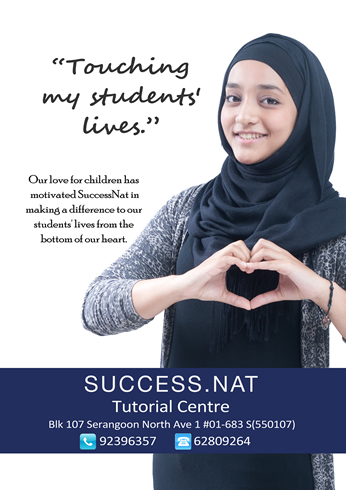 “Touching
my students'
lives.”
Our love for children has
motivated SuccessNat in
making a difference to our
students' lives from the
bottom of our heart.
SUCCESS.NAT
Tutorial Centre
Blk 107 Serangoon North Ave 1 #01-683 S(550107)
92396357 62809264